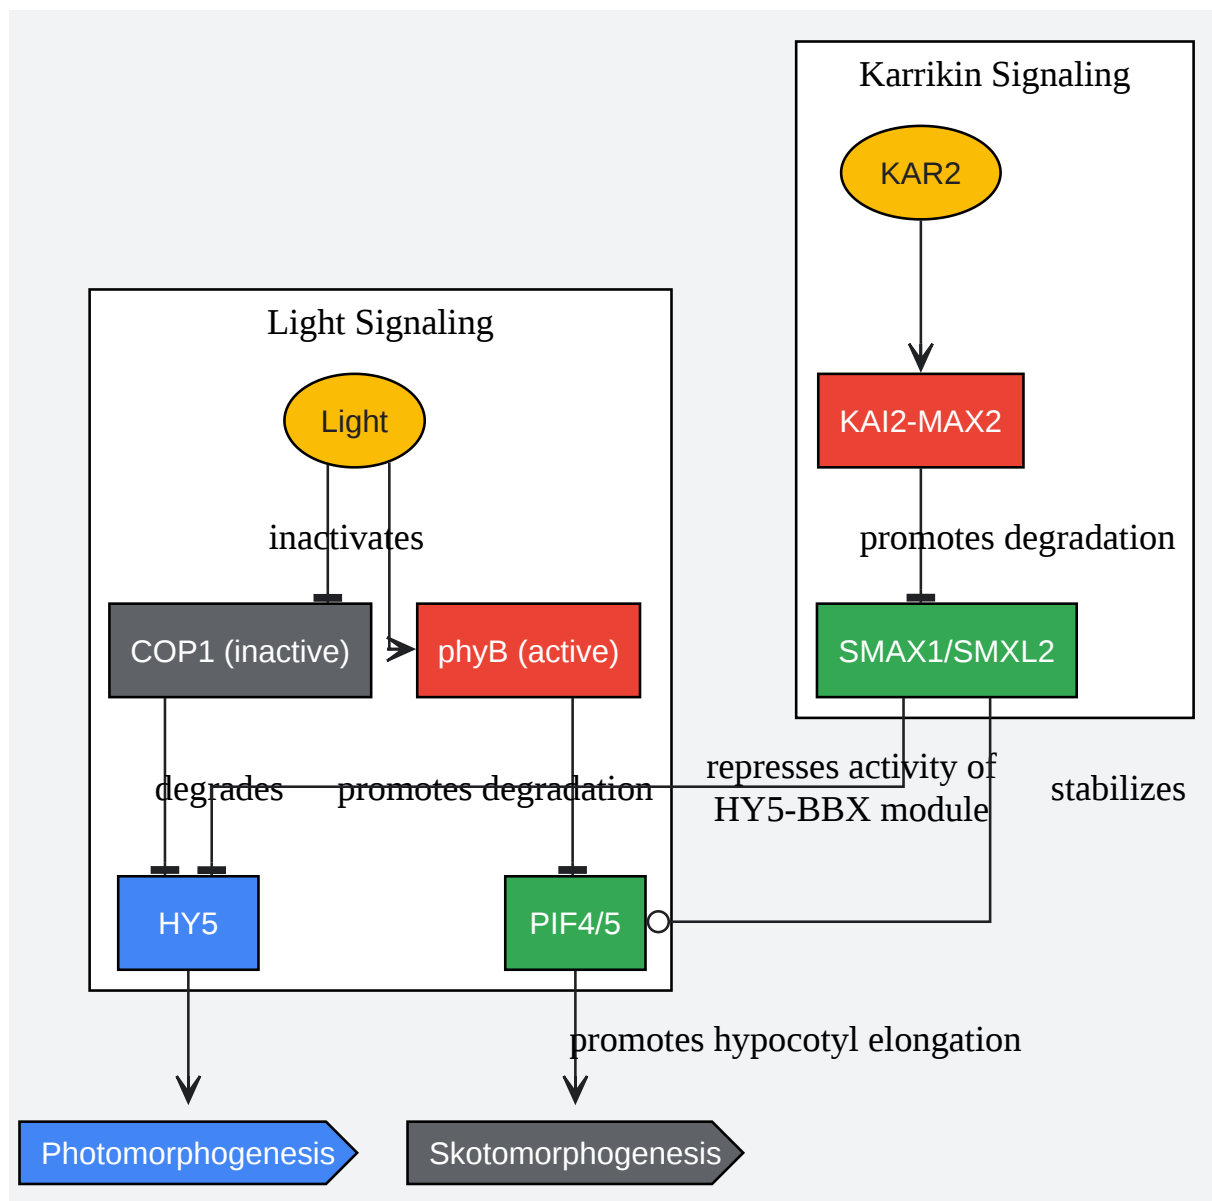 Karrikin Signaling
KAR2
Light Signaling
Light
KAI2-MAX2
inactivates
promotes degradation
COP1 (inactive)
phyB (active)
SMAX1/SMXL2
degrades
promotes degradation
represses activity of
HY5-BBX module
stabilizes
HY5
PIF4/5
promotes hypocotyl elongation
Photomorphogenesis
Skotomorphogenesis